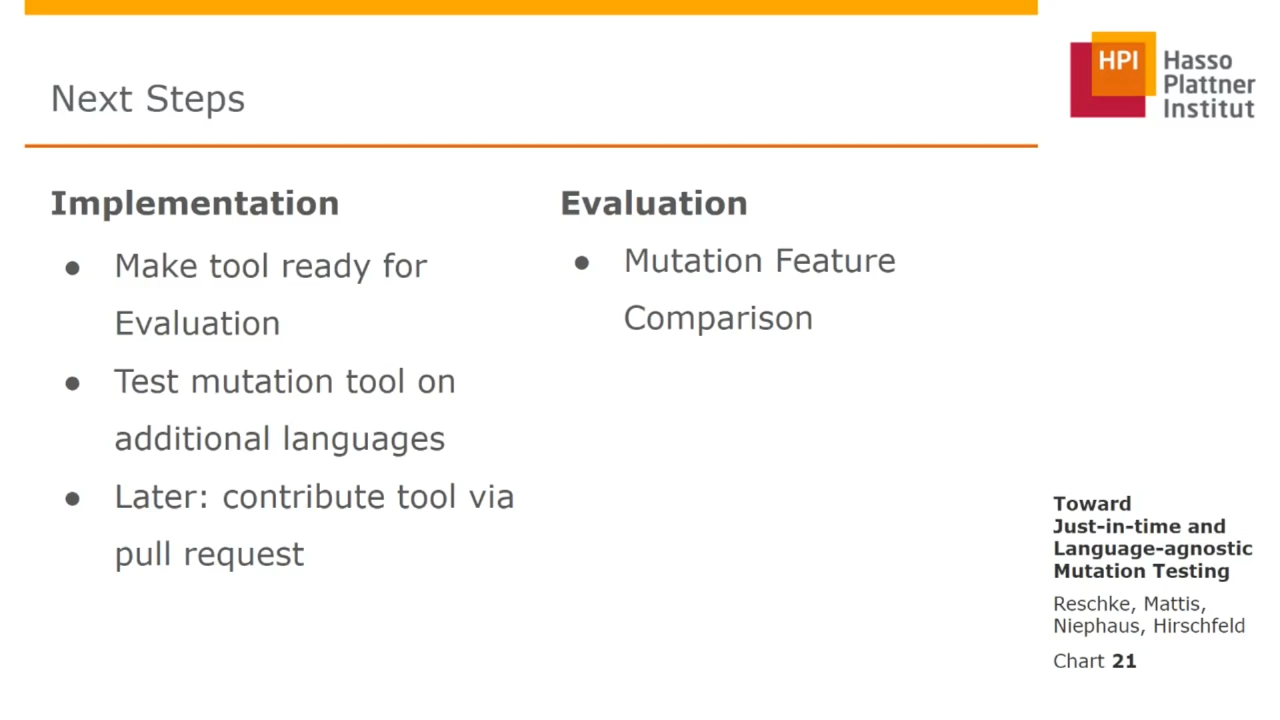 Next Steps
HPI
Hasso
Plattner
Institut
Implementation
● Make tool ready for
Evaluation
● Test mutation tool on
additional languages
● Later: contribute tool via
pull request
Evaluation
● Mutation Feature
Comparison
Toward
Just-in-time and
Language-agnostic
Mutation Testing
Reschke, Mattis,
Niephaus, Hirschfeld
Chart 21